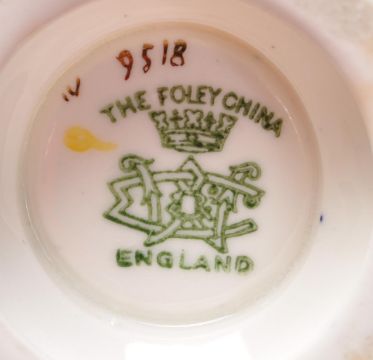 9518
THE FOLEY CHINA
ENGLAND